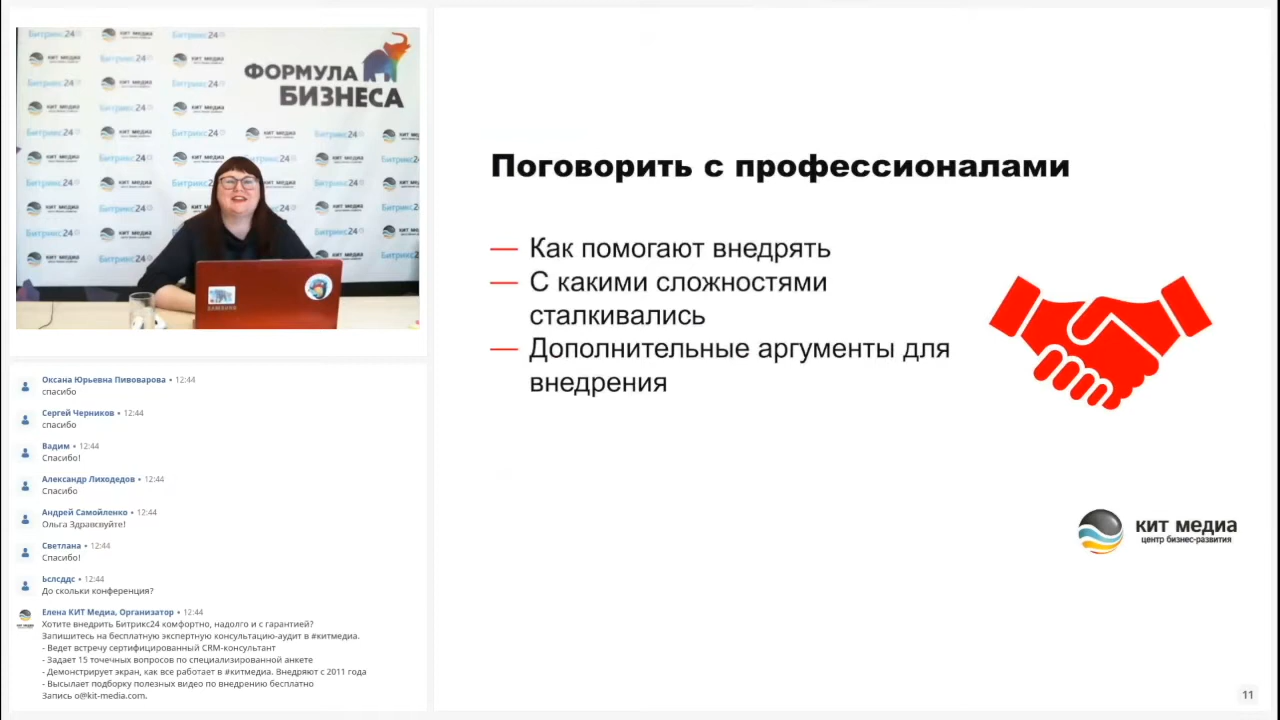 ФОРМУЛА
БИЗНЕСА
Битрикс24
кит медиа
SAMSUNG
Оксана Юрьевна Пивоварова • 12:44
спасибо
Сергей Черников • 12:44
спасибо
Вадим • 12:44
Спасибо!
Александр Лиходедов • 12:44
Спасибо
Андрей Самойленко • 12:44
Ольга Здравсвуйте!
Светлана • 12:44
Спасибо!
Ьслсддс • 12:44
До скольки конференция?
Елена КИТ Медиа, Организатор • 12:44
Хотите внедрить Битрикс24 комфортно, надолго и с гарантией?
Запишитесь на бесплатную экспертную консультацию-аудит в #китмедиа.
- Ведет встречу сертифицированный CRM-консультант
- Задает 15 точечных вопросов по специализированной анкете
- Демонстрирует экран, как все работает в #китмедиа. Внедряют с 2011 года
- Высылает подборку полезных видео по внедрению бесплатно
Запись o@kit-media.com.
Поговорить с профессионалами
— Как помогают внедрять
— С какими сложностями
сталкивались
— Дополнительные аргументы для
внедрения
кит медиа
центр бизнес-развития
11